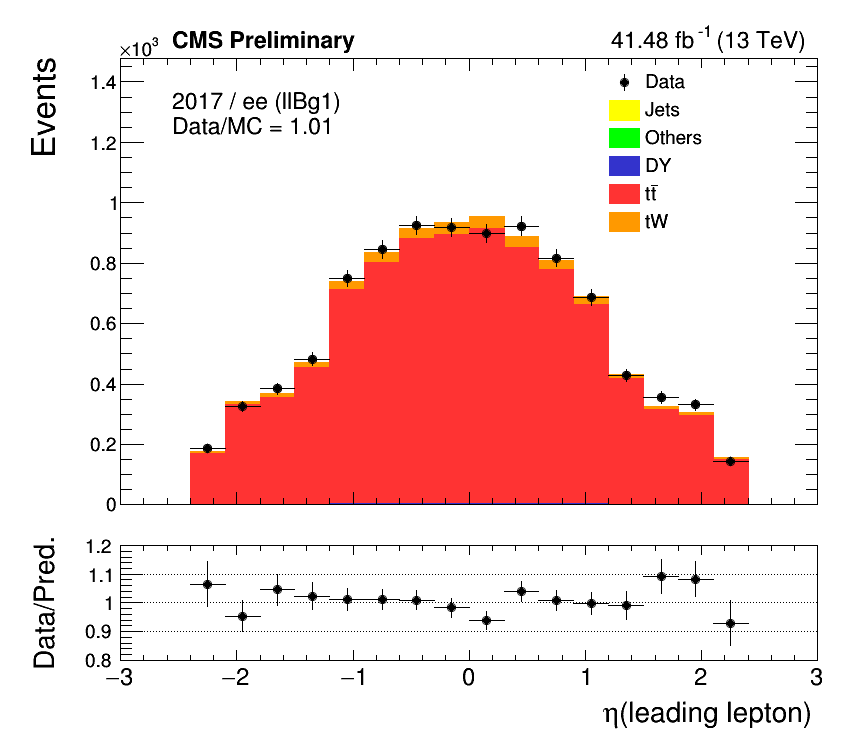 ×10³ CMS Preliminary 41.48 fb⁻¹ (13 TeV)
Events
2017 / ee (llBg1)
Data/MC = 1.01
Data
Jets
Others
DY
tt̄
tW
1.4
1.2
1
0.8
0.6
0.4
0.2
0
Data/Pred.
1.2
1.1
1
0.9
0.8
−3 −2 −1 0 1 2 3
η(leading lepton)